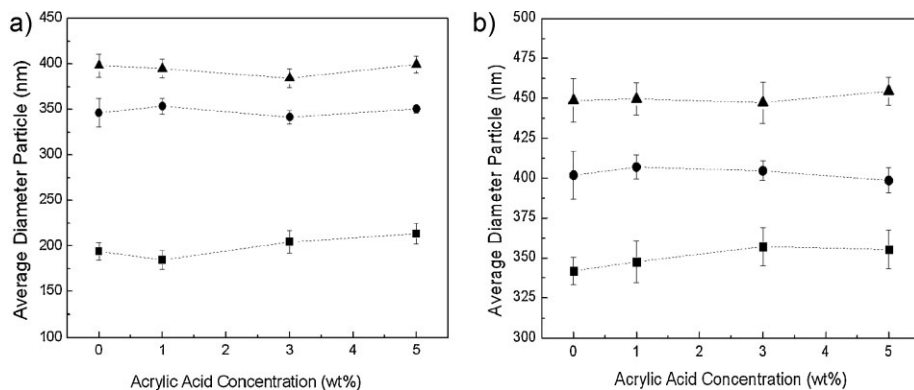 a)
Average Diameter Particle (nm)
450
400
350
300
250
200
150
100
0 1 2 3 4 5
Acrylic Acid Concentration (wt%)
b)
Average Diameter Particle (nm)
500
475
450
425
400
375
350
325
300
0 1 2 3 4 5
Acrylic Acid Concentration (wt%)